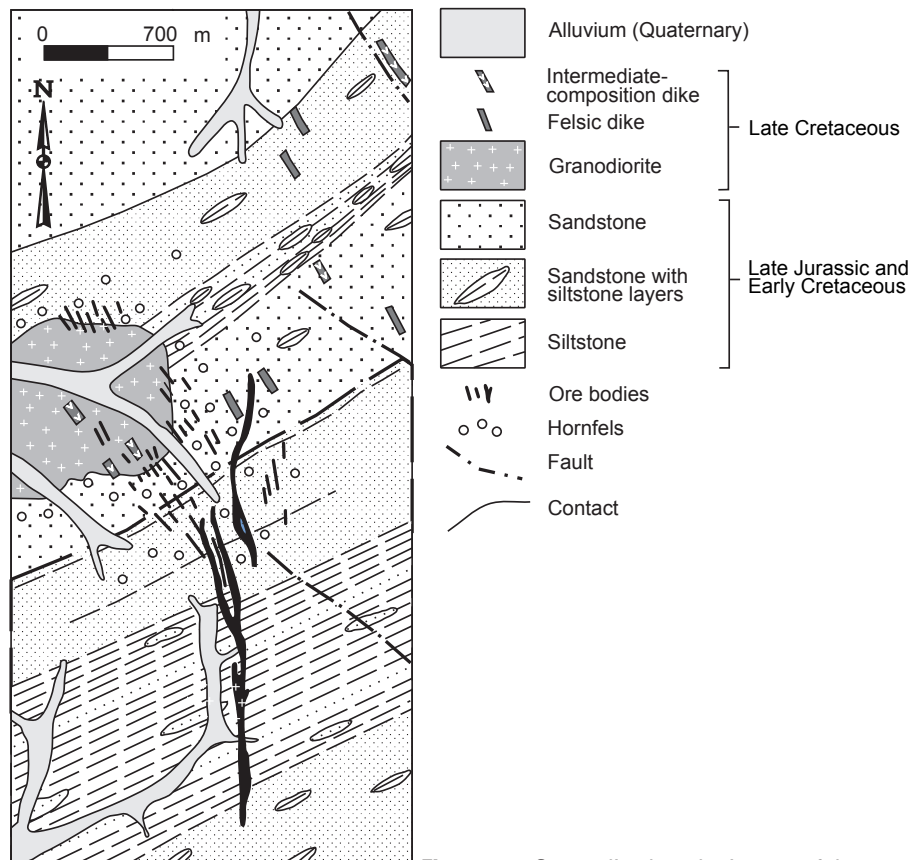 0 700 m
N
Alluvium (Quaternary)
Intermediate-
composition dike
Felsic dike
Late Cretaceous
Granodiorite
Sandstone
Sandstone with
siltstone layers
Late Jurassic and
Early Cretaceous
Siltstone
Ore bodies
Hornfels
Fault
Contact